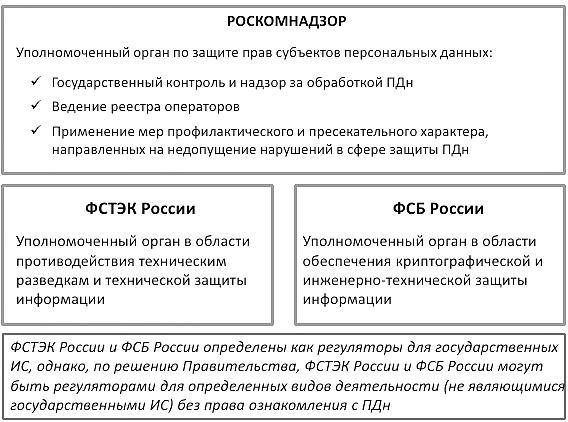 РОСКОМНАДЗОР
Уполномоченный орган по защите прав субъектов персональных данных:
✓ Государственный контроль и надзор за обработкой ПДн
✓ Ведение реестра операторов
✓ Применение мер профилактического и пресекательного характера,
направленных на недопущение нарушений в сфере защиты ПДн
ФСТЭК России
Уполномоченный орган в области
противодействия техническим
разведкам и технической защиты
информации
ФСБ России
Уполномоченный орган в области
обеспечения криптографической и
инженерно-технической защиты
информации
ФСТЭК России и ФСБ России определены как регуляторы для государственных
ИС, однако, по решению Правительства, ФСТЭК России и ФСБ России могут
быть регуляторами для определенных видов деятельности (не являющимися
государственными ИС) без права ознакомления с ПДн